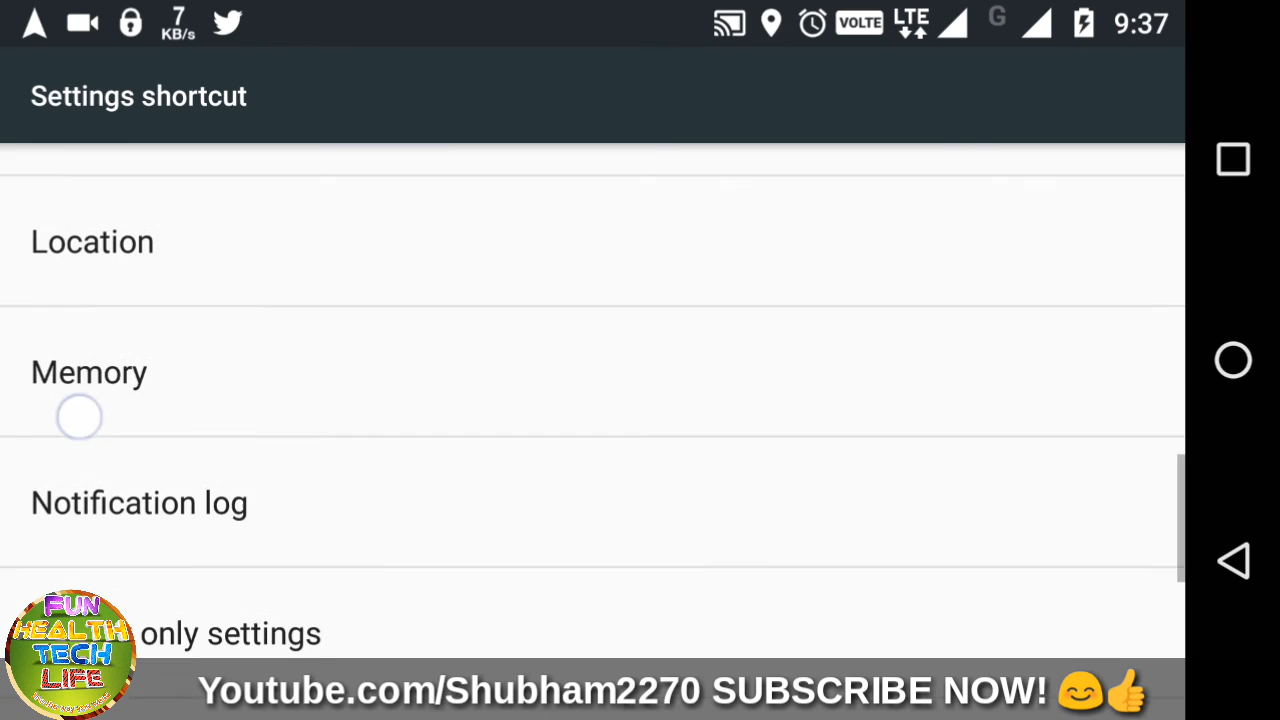 7
KB/s
VOLTE
LTE
G
9:37
Settings shortcut
Location
Memory
Notification log
only settings
FUN
HEALTH
TECH
LIFE
Youtube.com/Shubham2270 SUBSCRIBE NOW! 😊👍